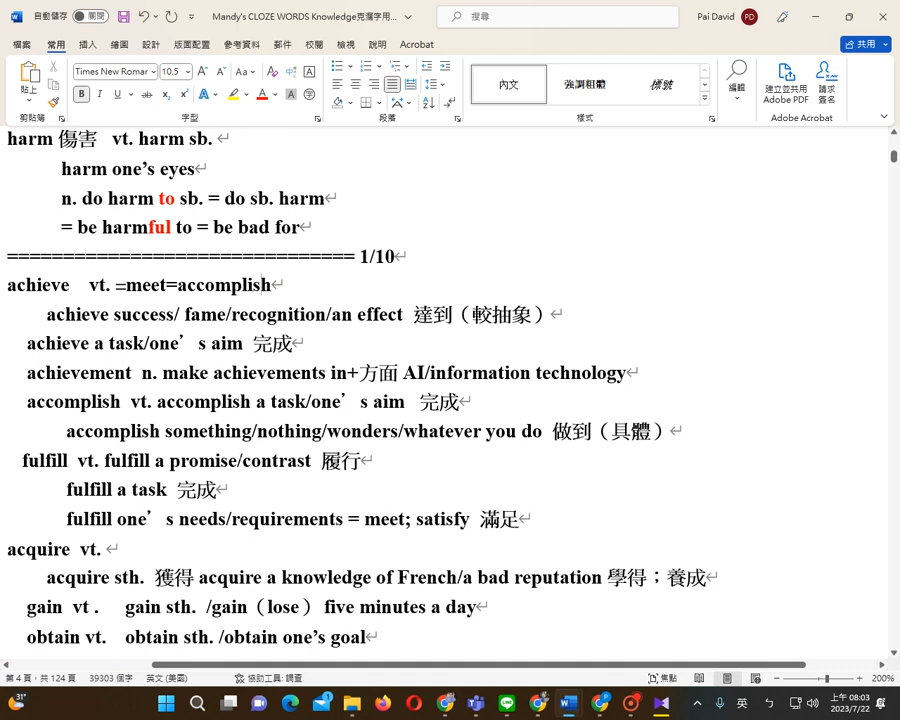 自動儲存 關閉 Mandy's CLOZE WORDS Knowledge克漏字用... 搜尋 Pai David PD
檔案 常用 插入 繪圖 設計 版面配置 參考資料 郵件 校閱 檢視 說明 Acrobat 共用
貼上 Times New Romar 10.5 A A Aa A
B I U ab x₂ x² A A A 字
內文 強調粗體 標號 編輯 建立並共用 Adobe PDF 請求 簽名
剪貼簿 字型 段落 樣式 Adobe Acrobat
harm 傷害 vt. harm sb. ↵
harm one’s eyes↵
n. do harm to sb. = do sb. harm↵
= be harmful to = be bad for↵
=============================== 1/10↵
achieve vt. =meet=accomplish↵
achieve success/ fame/recognition/an effect 達到（較抽象）↵
achieve a task/one’s aim 完成↵
achievement n. make achievements in+方面 AI/information technology↵
accomplish vt. accomplish a task/one’s aim 完成↵
accomplish something/nothing/wonders/whatever you do 做到（具體）↵
fulfill vt. fulfill a promise/contrast 履行↵
fulfill a task 完成↵
fulfill one’s needs/requirements = meet; satisfy 滿足↵
acquire vt. ↵
acquire sth. 獲得 acquire a knowledge of French/a bad reputation 學得；養成↵
gain vt . gain sth. /gain（lose） five minutes a day↵
obtain vt. obtain sth. /obtain one’s goal↵
第 4 頁，共 124 頁 39303 個字 英文 (美國) 協助工具: 調查 焦點 200%
31° 英 上午 08:03
2023/7/22